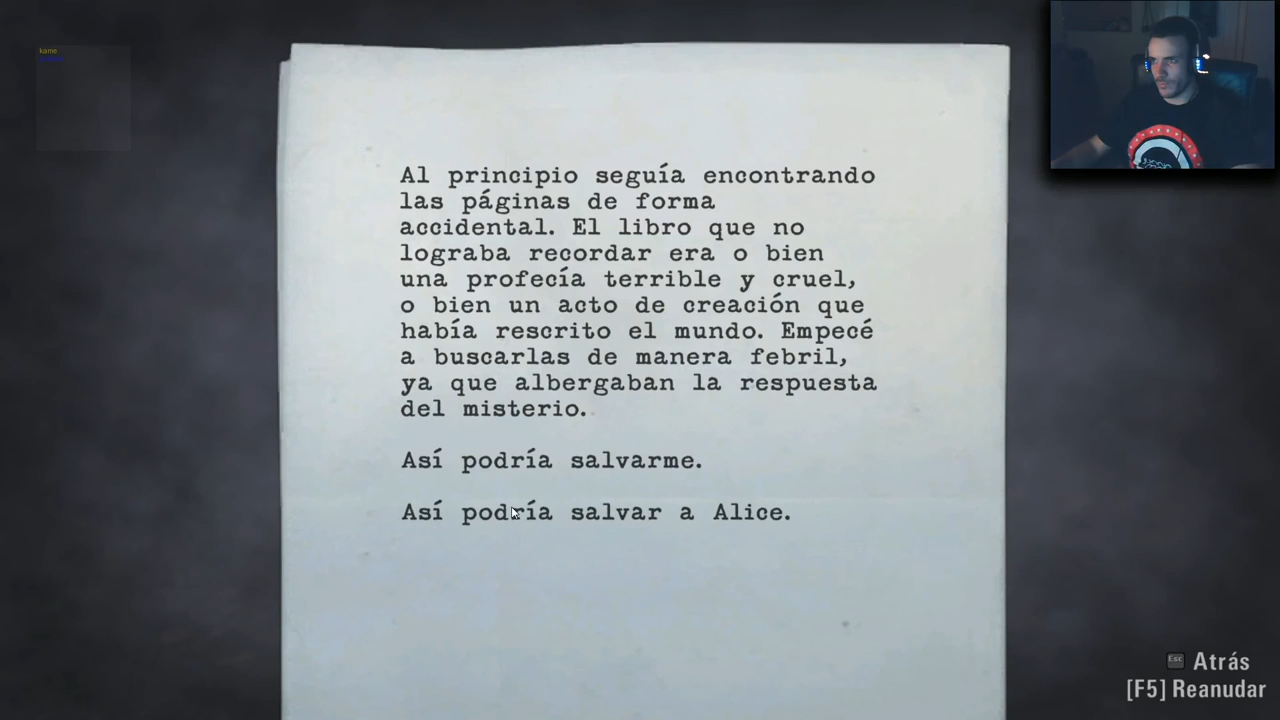 kame
Al principio seguía encontrando
las páginas de forma
accidental. El libro que no
lograba recordar era o bien
una profecía terrible y cruel,
o bien un acto de creación que
había rescrito el mundo. Empecé
a buscarlas de manera febril,
ya que albergaban la respuesta
del misterio.
Así podría salvarme.
Así podría salvar a Alice.
Esc Atrás
[F5] Reanudar